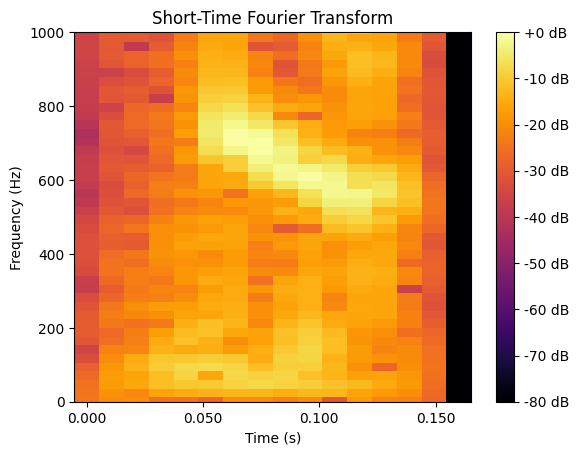 Short-Time Fourier Transform
1000
800
600
400
200
0
Frequency (Hz)
0.000
0.050
0.100
0.150
Time (s)
+0 dB
-10 dB
-20 dB
-30 dB
-40 dB
-50 dB
-60 dB
-70 dB
-80 dB